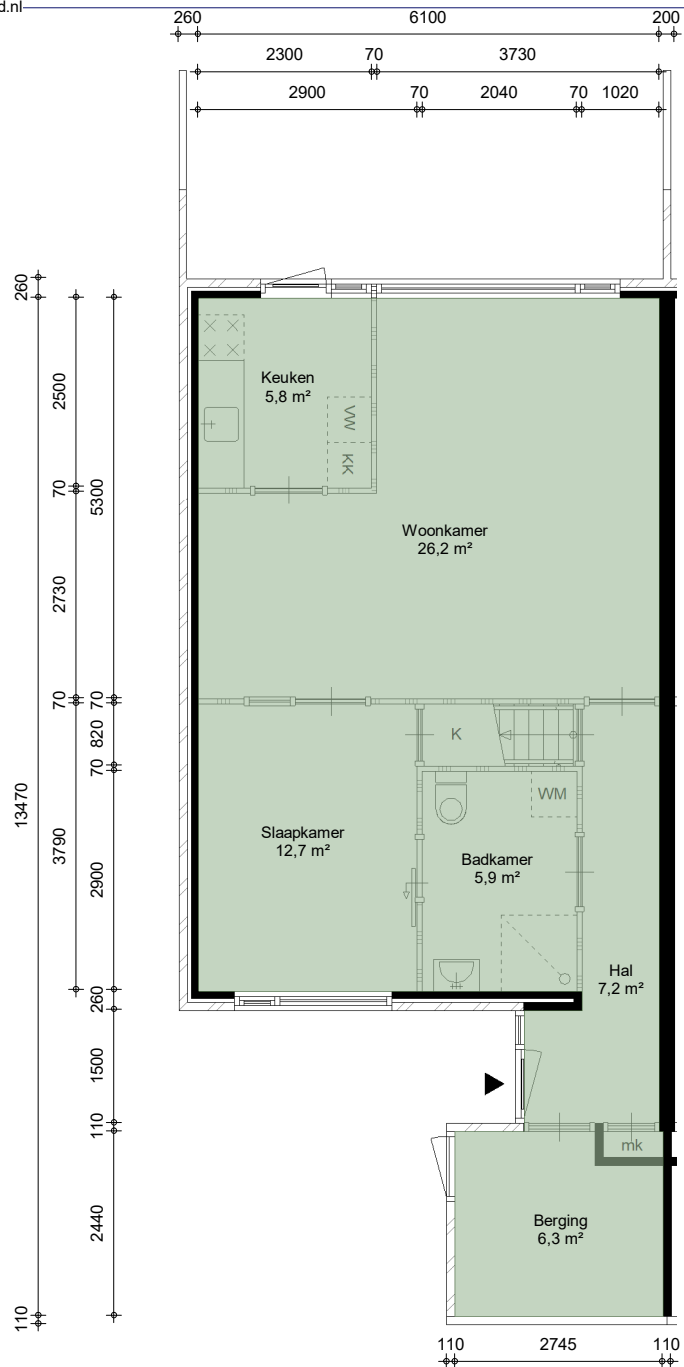 d.nl
260 6100 200
2300 70 3730
2900 70 2040 70 1020
260
2500
70
5300
2730
70 70
820
70
13470
3790
2900
260
1500
110
2440
110
Keuken
5,8 m²
VW
KK
Woonkamer
26,2 m²
K
WM
Slaapkamer
12,7 m²
Badkamer
5,9 m²
Hal
7,2 m²
mk
Berging
6,3 m²
110 2745 110